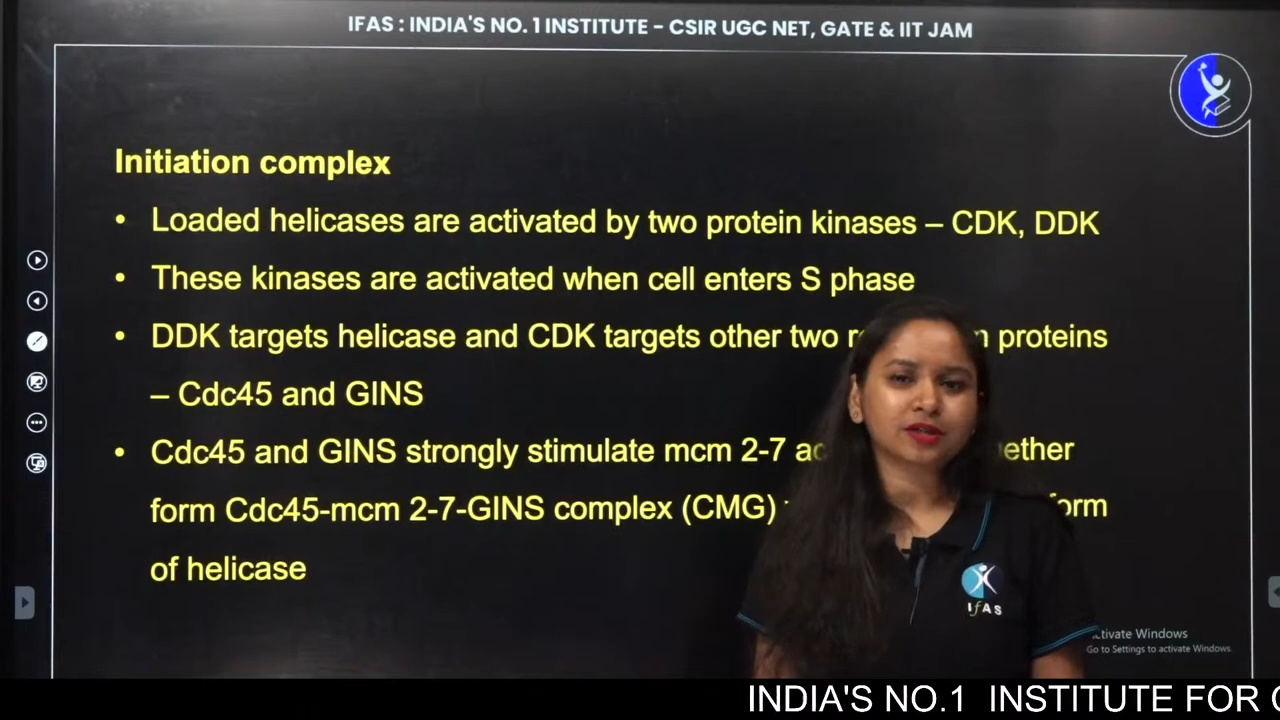 IFAS : INDIA'S NO. 1 INSTITUTE – CSIR UGC NET, GATE & IIT JAM
Initiation complex
• Loaded helicases are activated by two protein kinases – CDK, DDK
• These kinases are activated when cell enters S phase
• DDK targets helicase and CDK targets other two proteins
– Cdc45 and GINS
• Cdc45 and GINS strongly stimulate mcm 2-7
form Cdc45-mcm 2-7-GINS complex (CMG)
of helicase
IfAS
Activate Windows
Go to Settings to activate Windows.
INDIA'S NO.1 INSTITUTE FOR